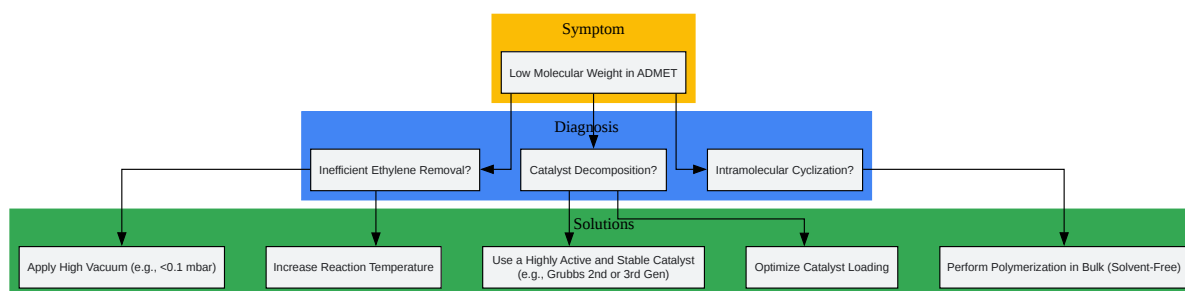 Symptom
Low Molecular Weight in ADMET
Diagnosis
Inefficient Ethylene Removal?
Catalyst Decomposition?
Intramolecular Cyclization?
Solutions
Apply High Vacuum (e.g., <0.1 mbar)
Increase Reaction Temperature
Use a Highly Active and Stable Catalyst
(e.g., Grubbs 2nd or 3rd Gen)
Optimize Catalyst Loading
Perform Polymerization in Bulk (Solvent-Free)